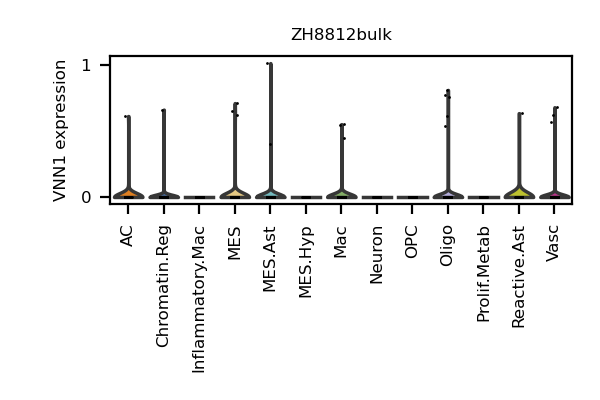 ZH8812bulk
VNN1 expression
1
0
AC
Chromatin.Reg
Inflammatory.Mac
MES
MES.Ast
MES.Hyp
Mac
Neuron
OPC
Oligo
Prolif.Metab
Reactive.Ast
Vasc